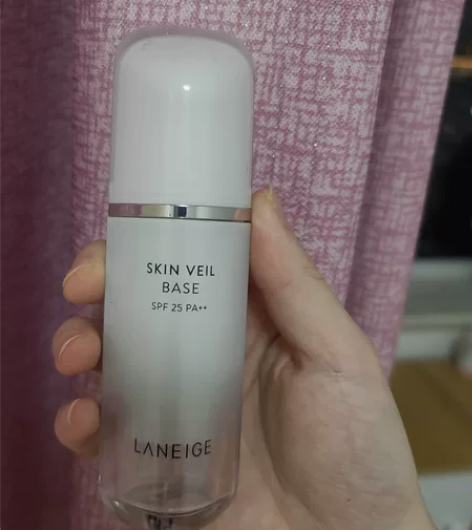 SKIN VEIL
BASE
SPF 25 PA++
LANEIGE